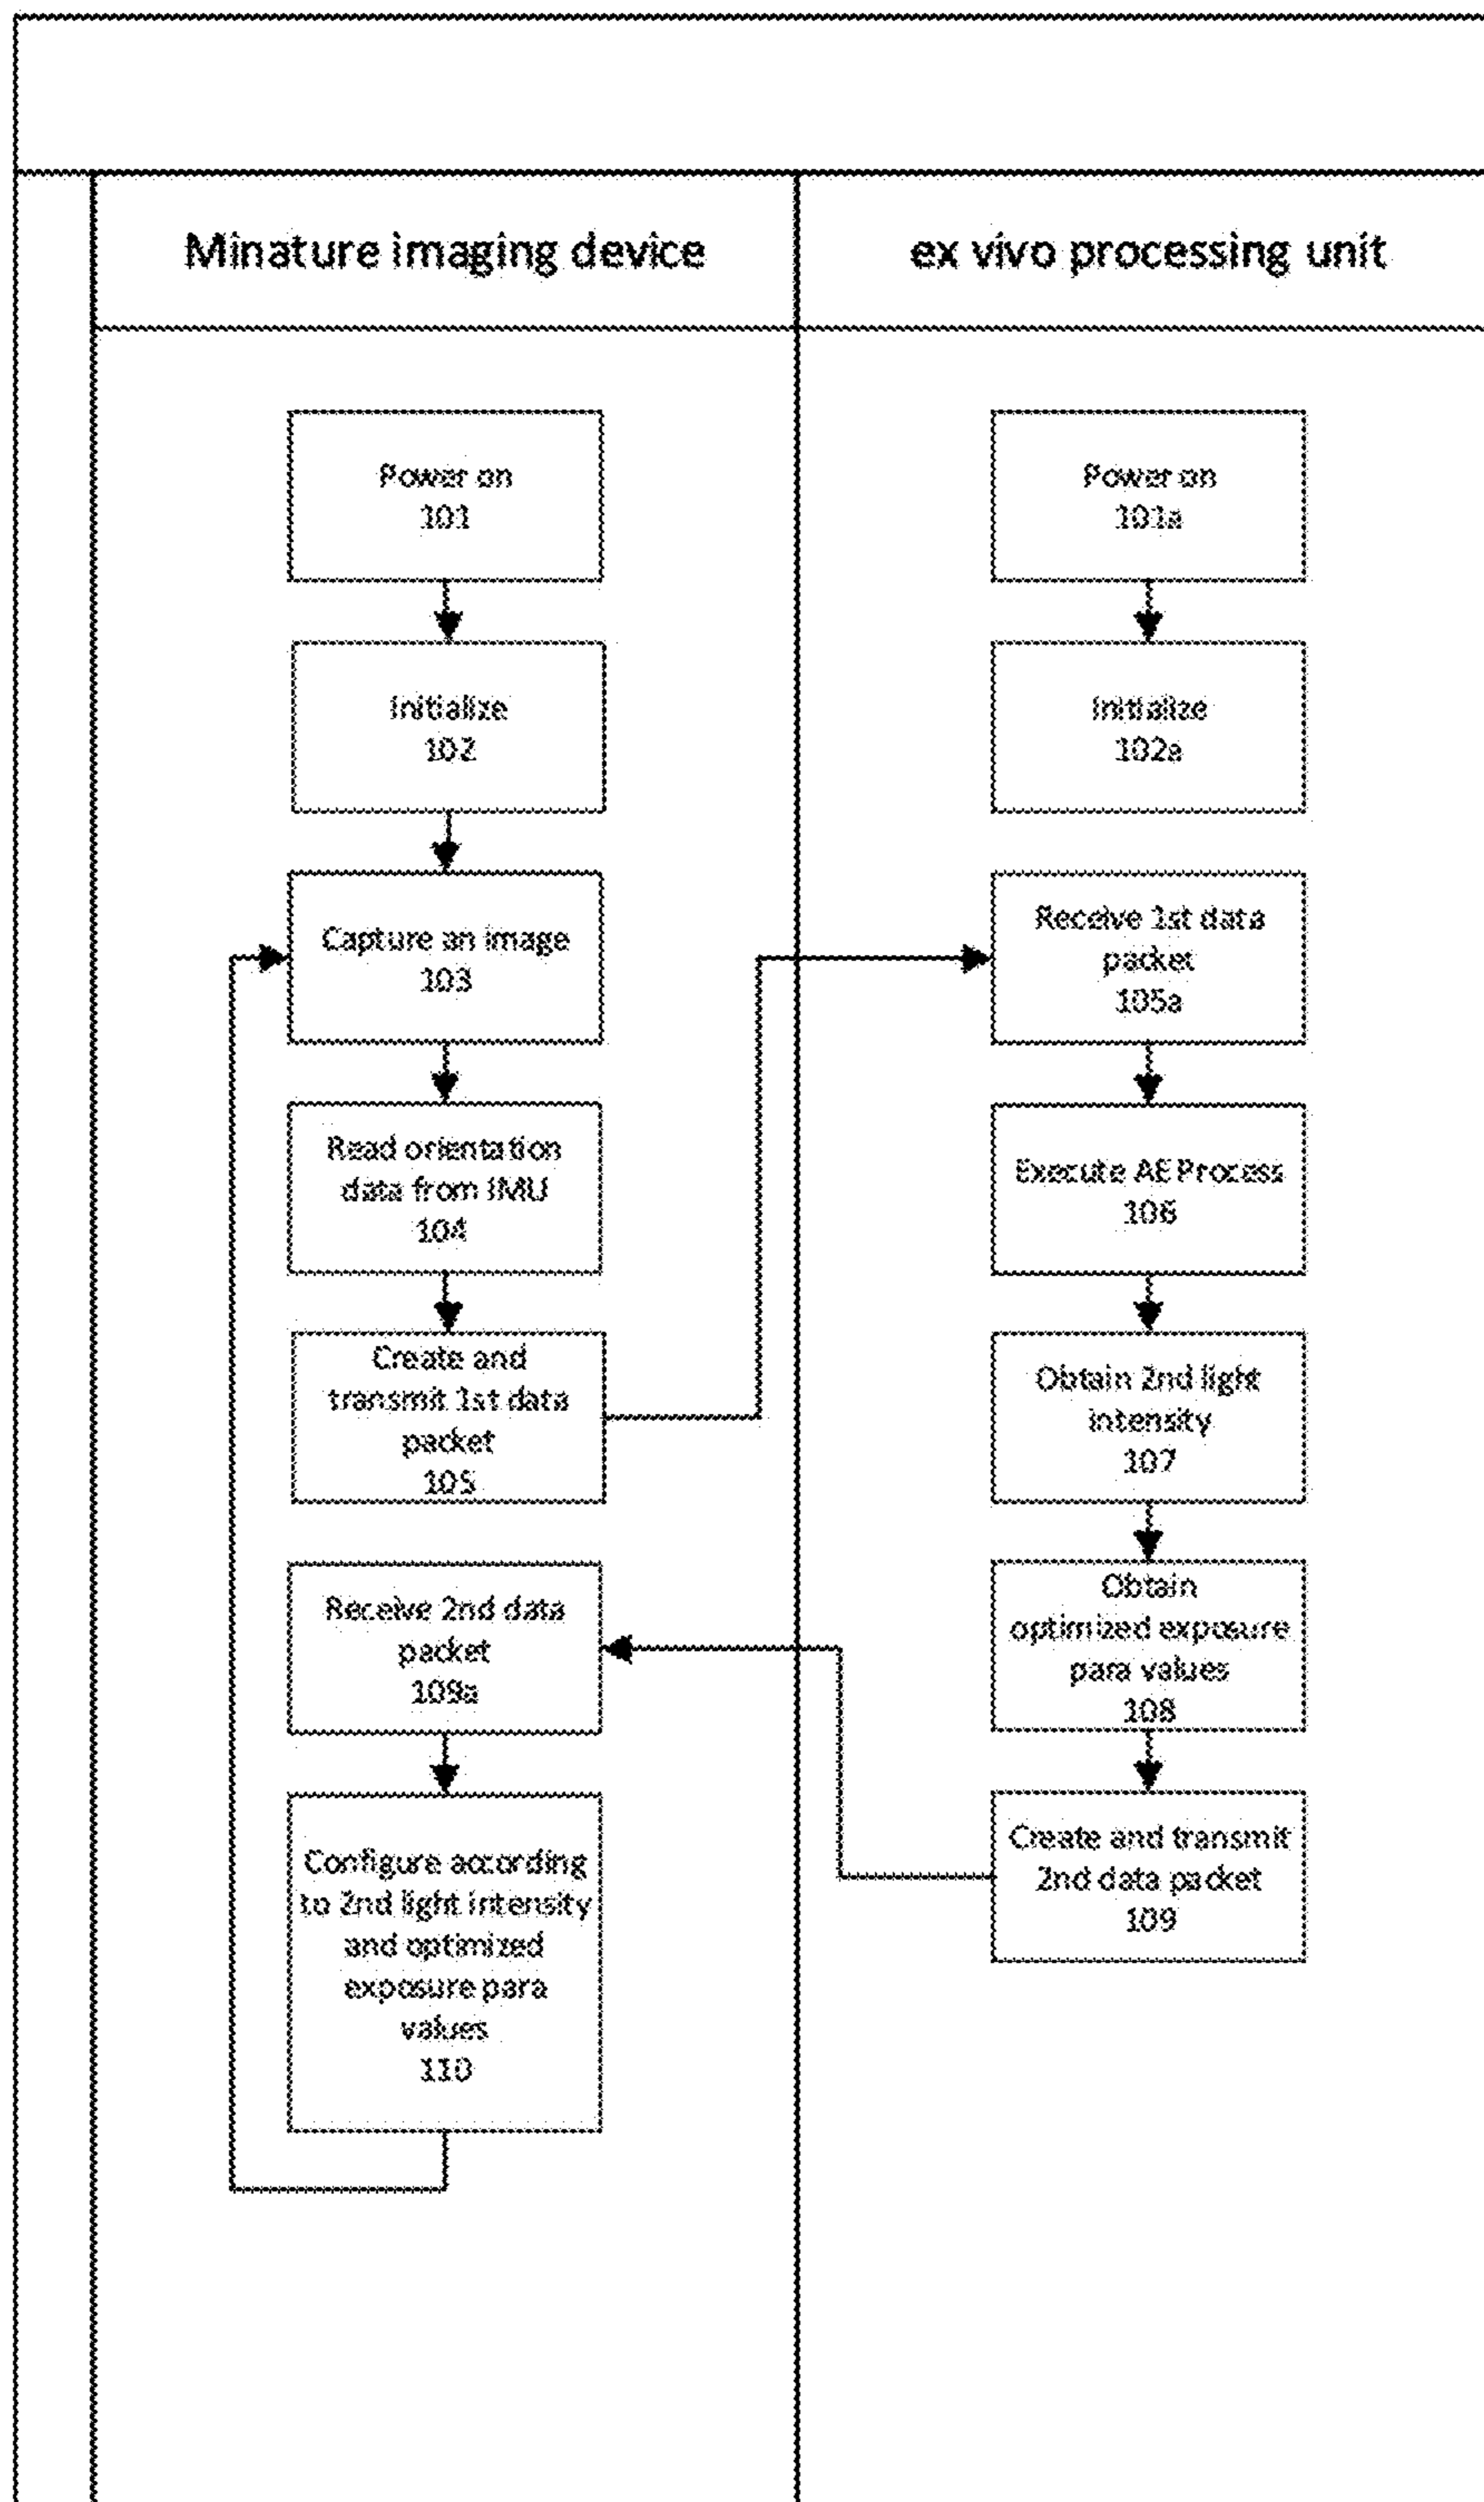 Minature imaging device
ex vivo processing unit
Power on
101
Initialize
102
Capture an image
103
Read orientation
data from IMU
104
Create and
transmit 1st data
packet
105
Receive 2nd data
packet
109a
Configure according
to 2nd light intensity
and optimized
exposure para
values
110
Power on
101a
Initialize
102a
Receive 1st data
packet
105a
Execute AE Process
106
Obtain 2nd light
intensity
107
Obtain
optimized exposure
para values
108
Create and transmit
2nd data packet
109